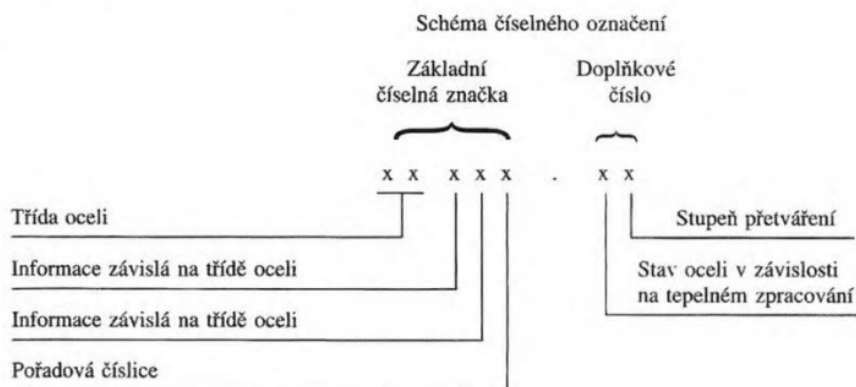 Schéma číselného označení
Základní
číselná značka
Doplňkové
číslo
x x x x x . x x
Třída oceli
Stupeň přetváření
Informace závislá na třídě oceli
Stav oceli v závislosti
na tepelném zpracování
Informace závislá na třídě oceli
Pořadová číslice